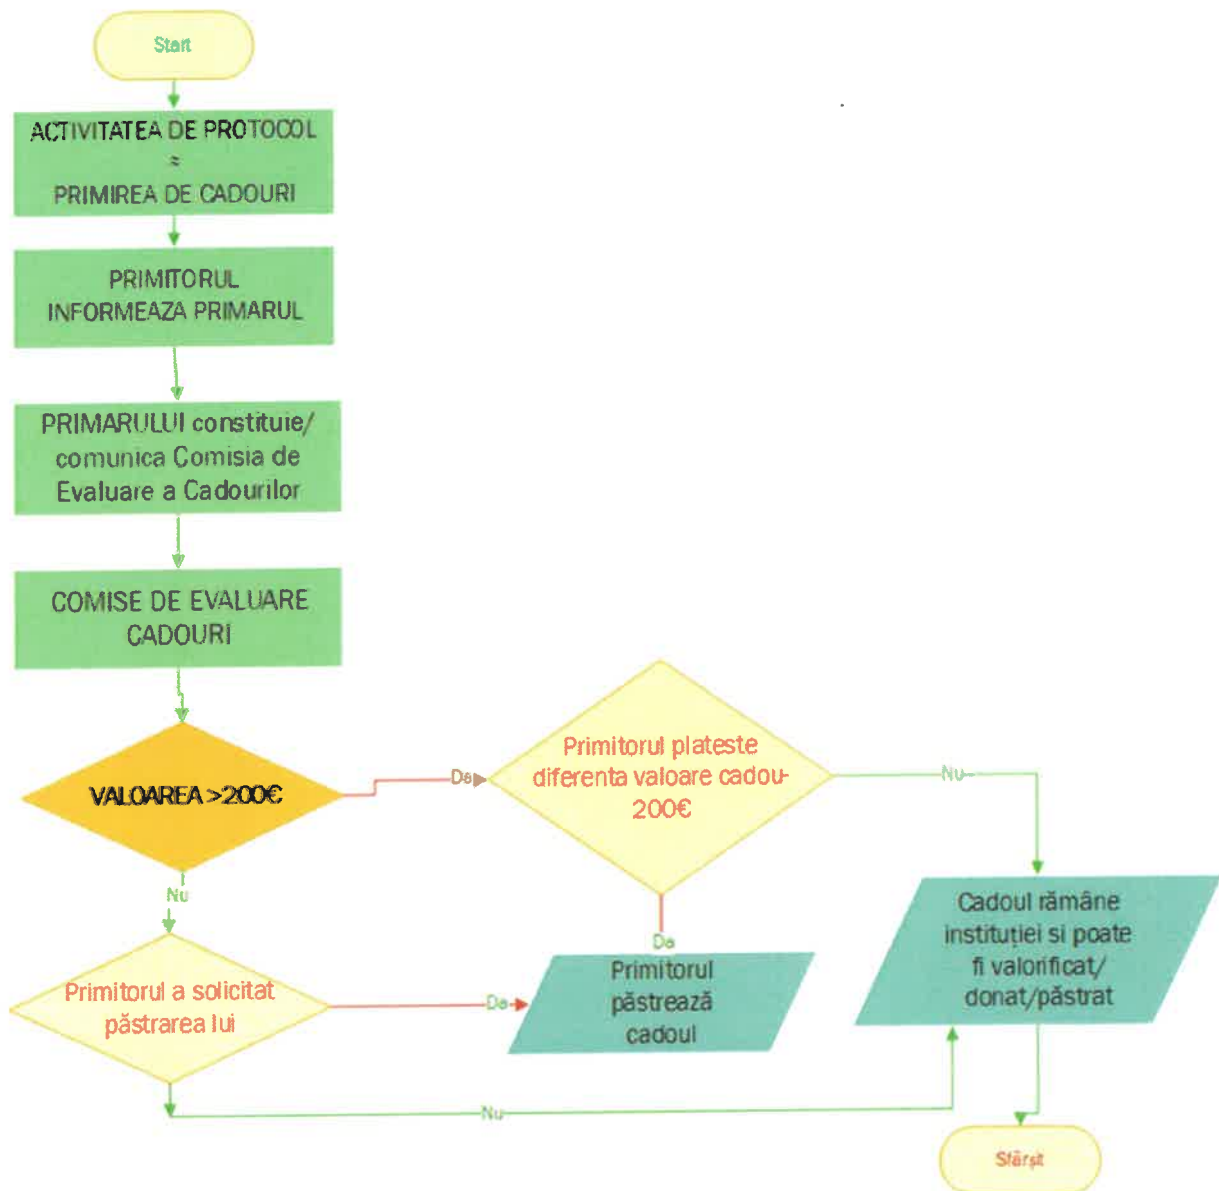 Start
ACTIVITATEA DE PROTOCOL
=
PRIMIREA DE CADOURI
PRIMITORUL
INFORMEAZA PRIMARUL
PRIMARULUI constituie/
comunica Comisia de
Evaluare a Cadourilor
COMISE DE EVALUARE
CADOURI
VALOAREA >200€
Da
Primitorul plateste
diferenta valoare cadou-
200€
Nu
Nu
Da
Primitorul a solicitat
păstrarea lui
Da
Primitorul
păstrează
cadoul
Cadoul rămâne
instituției si poate
fi valorificat/
donat/păstrat
Nu
Sfârșit